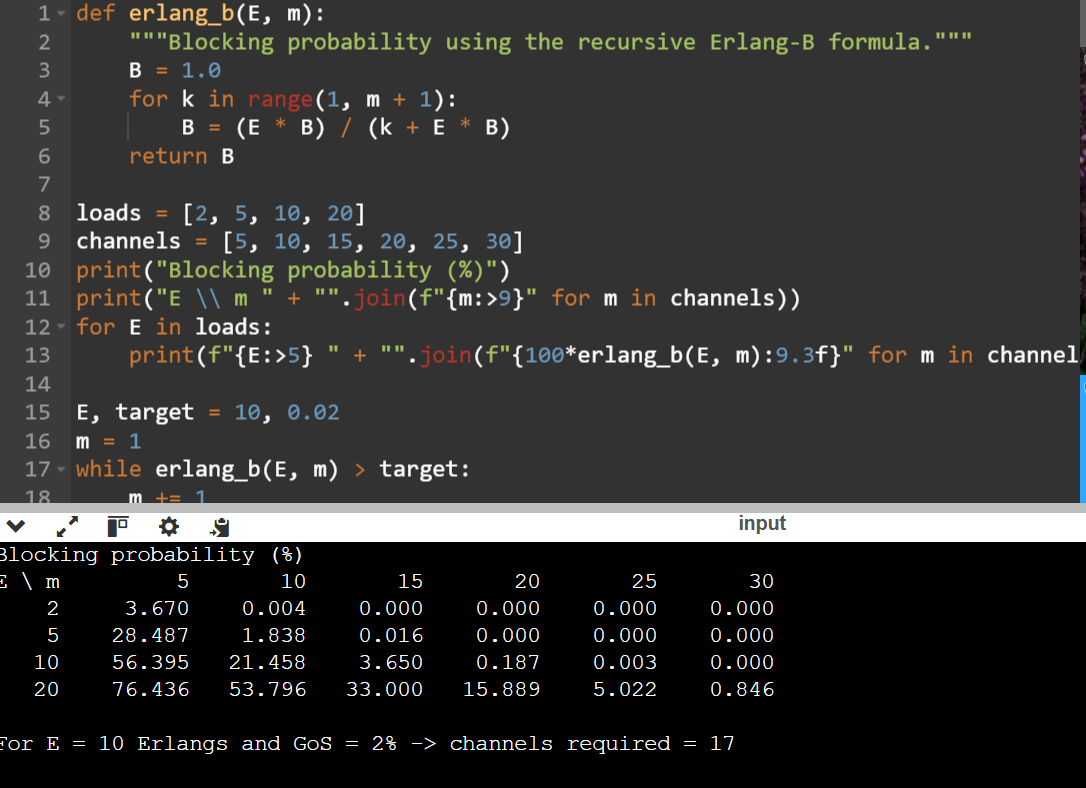 1 def erlang_b(E, m):
2     """Blocking probability using the recursive Erlang-B formula."""
3     B = 1.0
4     for k in range(1, m + 1):
5         B = (E * B) / (k + E * B)
6     return B
7
8 loads = [2, 5, 10, 20]
9 channels = [5, 10, 15, 20, 25, 30]
10 print("Blocking probability (%)")
11 print("E \\ m " + "".join(f"{m:>9}" for m in channels))
12 for E in loads:
13     print(f"{E:>5} " + "".join(f"{100*erlang_b(E, m):9.3f}" for m in channel
14
15 E, target = 10, 0.02
16 m = 1
17 while erlang_b(E, m) > target:
18     m += 1
input
Blocking probability (%)
E \ m         5       10       15       20       25       30
    2     3.670    0.004    0.000    0.000    0.000    0.000
    5    28.487    1.838    0.016    0.000    0.000    0.000
   10    56.395   21.458    3.650    0.187    0.003    0.000
   20    76.436   53.796   33.000   15.889    5.022    0.846
For E = 10 Erlangs and GoS = 2% -> channels required = 17